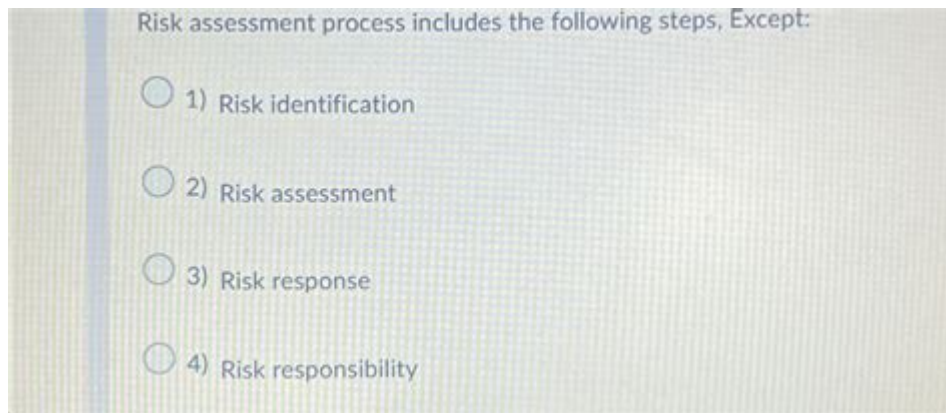 Risk assessment process includes the following steps, Except:
1) Risk identification
2) Risk assessment
3) Risk response
4) Risk responsibility